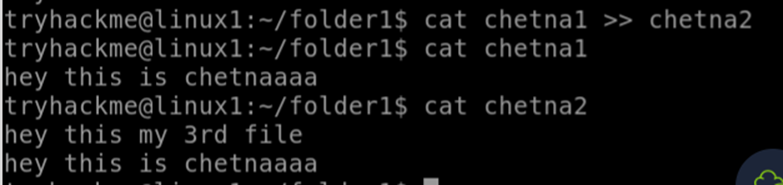 tryhackme@linux1:~/folder1$ cat chetna1 >> chetna2
tryhackme@linux1:~/folder1$ cat chetna1
hey this is chetnaaaa
tryhackme@linux1:~/folder1$ cat chetna2
hey this my 3rd file
hey this is chetnaaaa